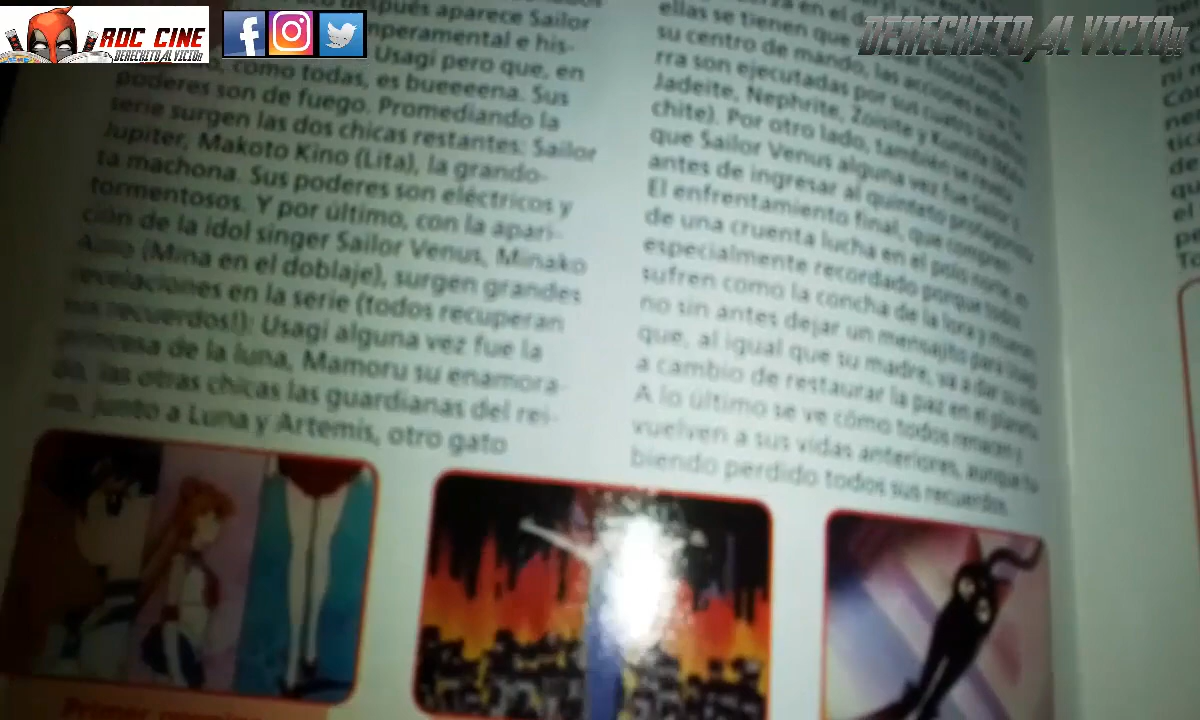 RDC CINE
DERECHITO AL VICIO
DERECHITO AL VICIO
después aparece Sailor
Usagi pero que, en
como todas, es bueeeena. Sus
poderes son de fuego. Promediando la
serie surgen las dos chicas restantes: Sailor
Jupiter, Makoto Kino (Lita), la grando-
ta machona. Sus poderes son eléctricos y
tormentosos. Y por último, con la apari-
ción de la idol singer Sailor Venus, Minako
Aino (Mina en el doblaje), surgen grandes
revelaciones en la serie (todos recuperan
sus recuerdos!): Usagi alguna vez fue la
princesa de la luna, Mamoru su enamora-
do, las otras chicas las guardianas del rei-
no, junto a Luna y Artemis, otro gato
ellas se tienen que
su centro de mando, las acciones
rra son ejecutadas por sus cuatro
Jadeite, Nephrite, Zoisite y Kunzite
chite). Por otro lado, también se revela
que Sailor Venus alguna vez fue Sailor
antes de ingresar al quinteto protagonista
El enfrentamiento final, que
de una cruenta lucha en el polo norte, es
especialmente recordado porque todos
sufren como la concha de la lora y mueren
no sin antes dejar un mensajito para Usagi
que, al igual que su madre, va a dar su vida
a cambio de restaurar la paz en el planeta
A lo último se ve cómo todos renacen y
vuelven a sus vidas anteriores, aunque ha-
biendo perdido todos sus recuerdos.
Primer